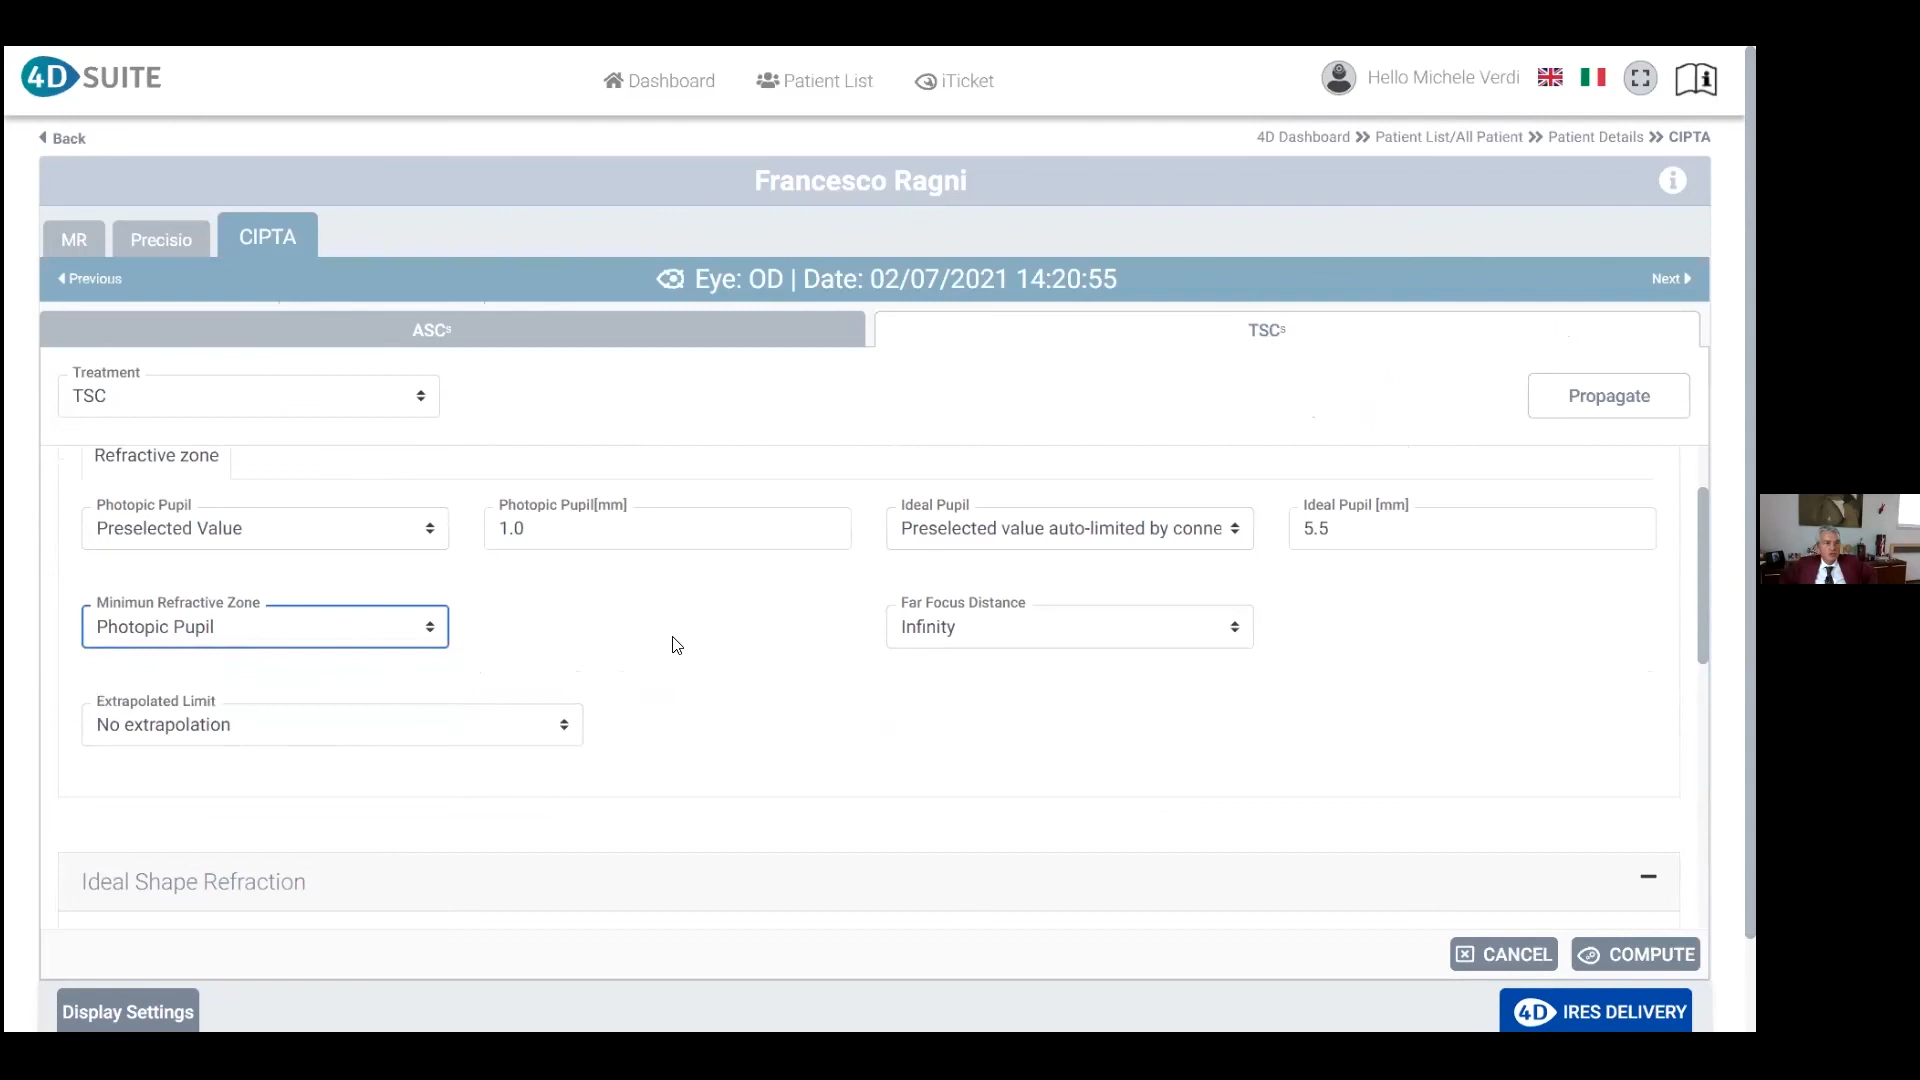 4D SUITE
Dashboard
Patient List
iTicket
Hello Michele Verdi
Back
4D Dashboard >> Patient List/All Patient >> Patient Details >> CIPTA
Francesco Ragni
MR
Precisio
CIPTA
Previous
Eye: OD | Date: 02/07/2021 14:20:55
Next
ASCs
TSCs
Treatment
TSC
Propagate
Refractive zone
Photopic Pupil
Preselected Value
Photopic Pupil[mm]
1.0
Ideal Pupil
Preselected value auto-limited by conne
Ideal Pupil [mm]
5.5
Minimun Refractive Zone
Photopic Pupil
Far Focus Distance
Infinity
Extrapolated Limit
No extrapolation
Ideal Shape Refraction
CANCEL
COMPUTE
Display Settings
4D IRES DELIVERY